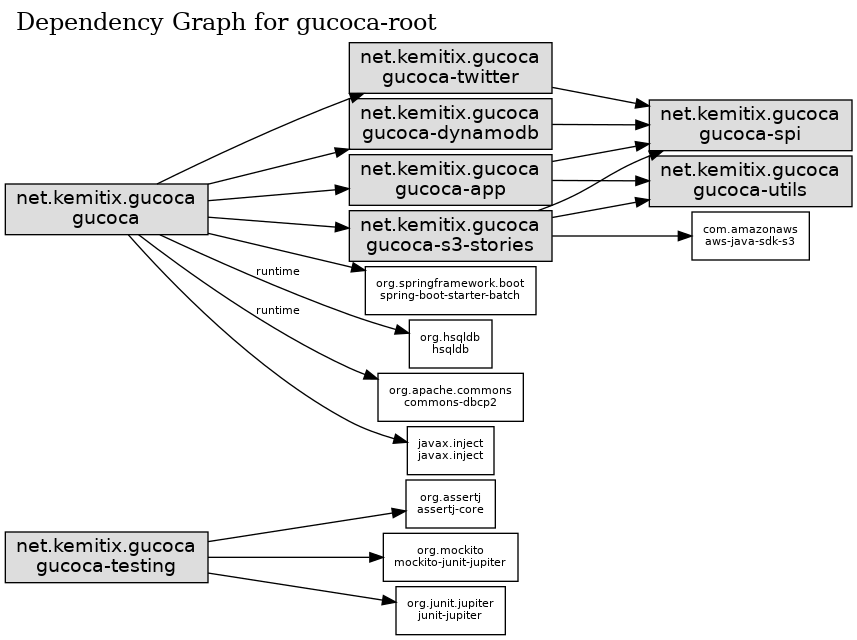 Dependency Graph for gucoca-root
net.kemitix.gucoca
gucoca-twitter
net.kemitix.gucoca
gucoca-dynamodb
net.kemitix.gucoca
gucoca-spi
net.kemitix.gucoca
gucoca-app
net.kemitix.gucoca
gucoca-utils
net.kemitix.gucoca
gucoca
net.kemitix.gucoca
gucoca-s3-stories
com.amazonaws
aws-java-sdk-s3
runtime
org.springframework.boot
spring-boot-starter-batch
runtime
org.hsqldb
hsqldb
org.apache.commons
commons-dbcp2
javax.inject
javax.inject
org.assertj
assertj-core
net.kemitix.gucoca
gucoca-testing
org.mockito
mockito-junit-jupiter
org.junit.jupiter
junit-jupiter